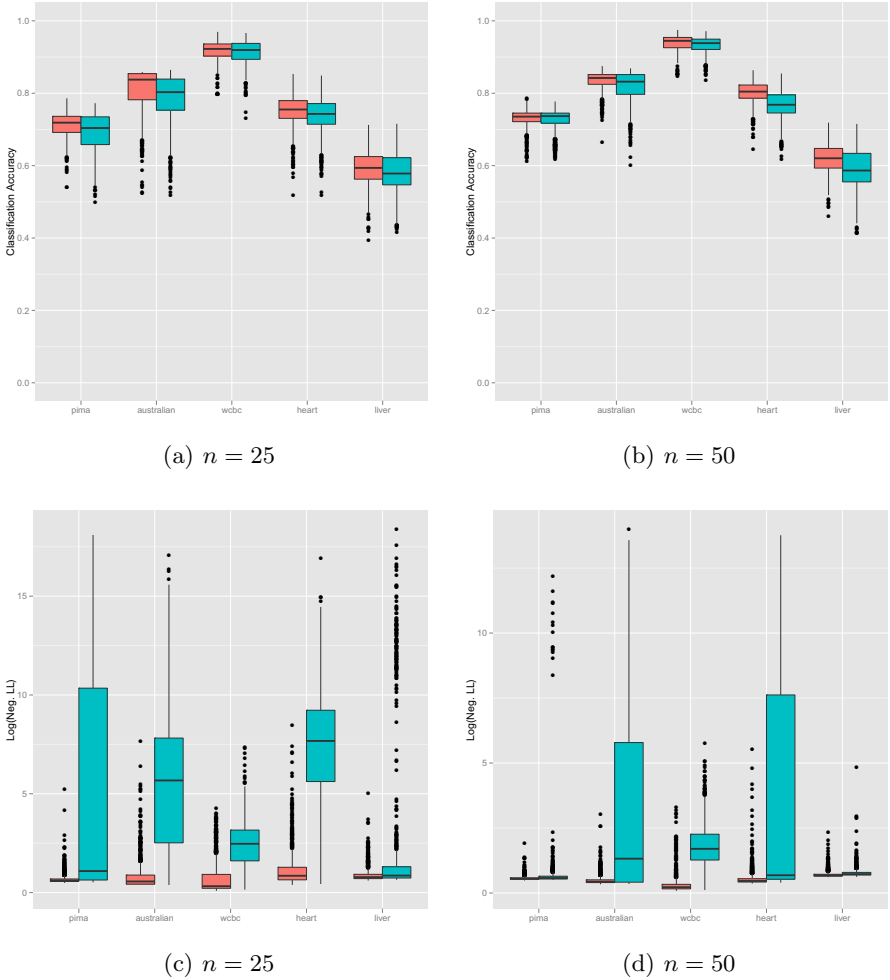 1.0
0.8
0.6
0.4
0.2
0.0
Classification Accuracy
pima australian wcbc heart liver
(a) n = 25
1.0
0.8
0.6
0.4
0.2
0.0
Classification Accuracy
pima australian wcbc heart liver
(b) n = 50
15
10
5
0
Log(Neg. LL)
pima australian wcbc heart liver
(c) n = 25
10
5
0
Log(Neg. LL)
pima australian wcbc heart liver
(d) n = 50